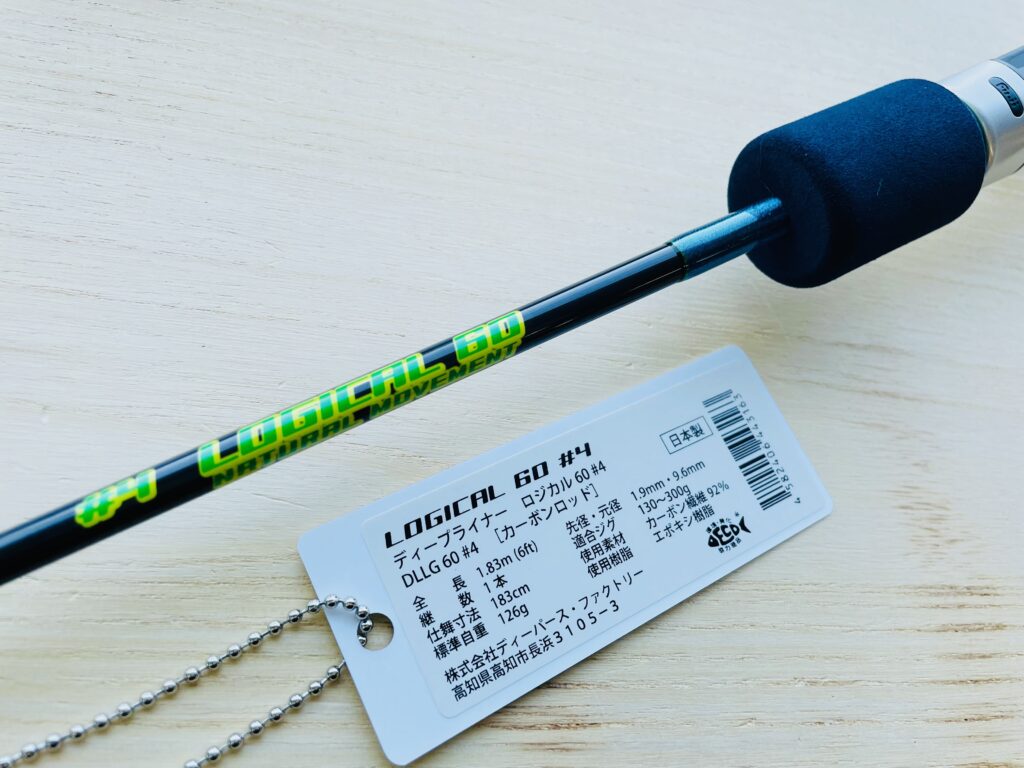 #4 LOGICAL 60
NATURAL MOVEMENT
Fuji
LOGICAL 60 #4
日本製
ディープライナー ロジカル 60 #4
DLLG 60 #4 [カーボンロッド]
全長 1.83m (6ft) 先径・元径 1.9mm・9.6mm
継数 1本 適合ジグ 130～300g
仕舞寸法 183cm 使用素材 カーボン繊維 92%
標準自重 126g 使用樹脂 エポキシ樹脂
株式会社ディーパース・ファクトリー
高知県高知市長浜3105－3
4582406443163